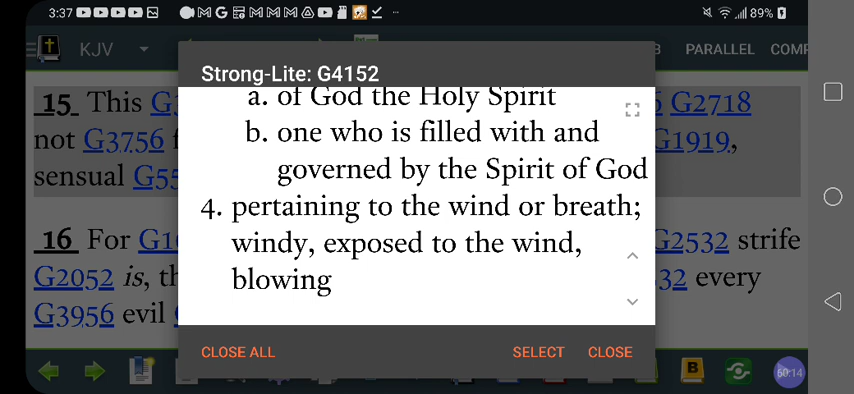 3:37 89%
KJV PARALLEL
Strong-Lite: G4152
a. of God the Holy Spirit
b. one who is filled with and
governed by the Spirit of God
4. pertaining to the wind or breath;
windy, exposed to the wind,
blowing
CLOSE ALL SELECT CLOSE
15 This G2718
not G3756 G1919,
sensual
16 For G2532 strife
G2052 is, 32 every
G3956 evil
B 60:14